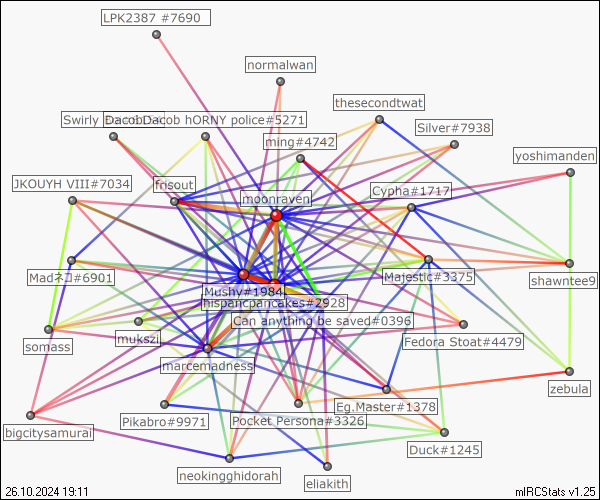 LPK2387 #7690
normalwan
thesecondtwat
Swirly
DacobDacob hORNY police#5271
Silver#7938
ming#4742
yoshimanden
JKOUYH VIII#7034
frisout
Cypha#1717
moonraven
Madネコ#6901
Majestic#3375
shawntee9
Mushy#1984
hispancpancakes#2928
Can anything be saved#0396
somass
mukszi
Fedora Stoat#4479
marcemadness
zebula
Eg.Master#1378
Pikabro#9971
Pocket Persona#3326
bigcitysamurai
Duck#1245
neokingghidorah
eliakith
26.10.2024 19:11
mIRCStats v1.25